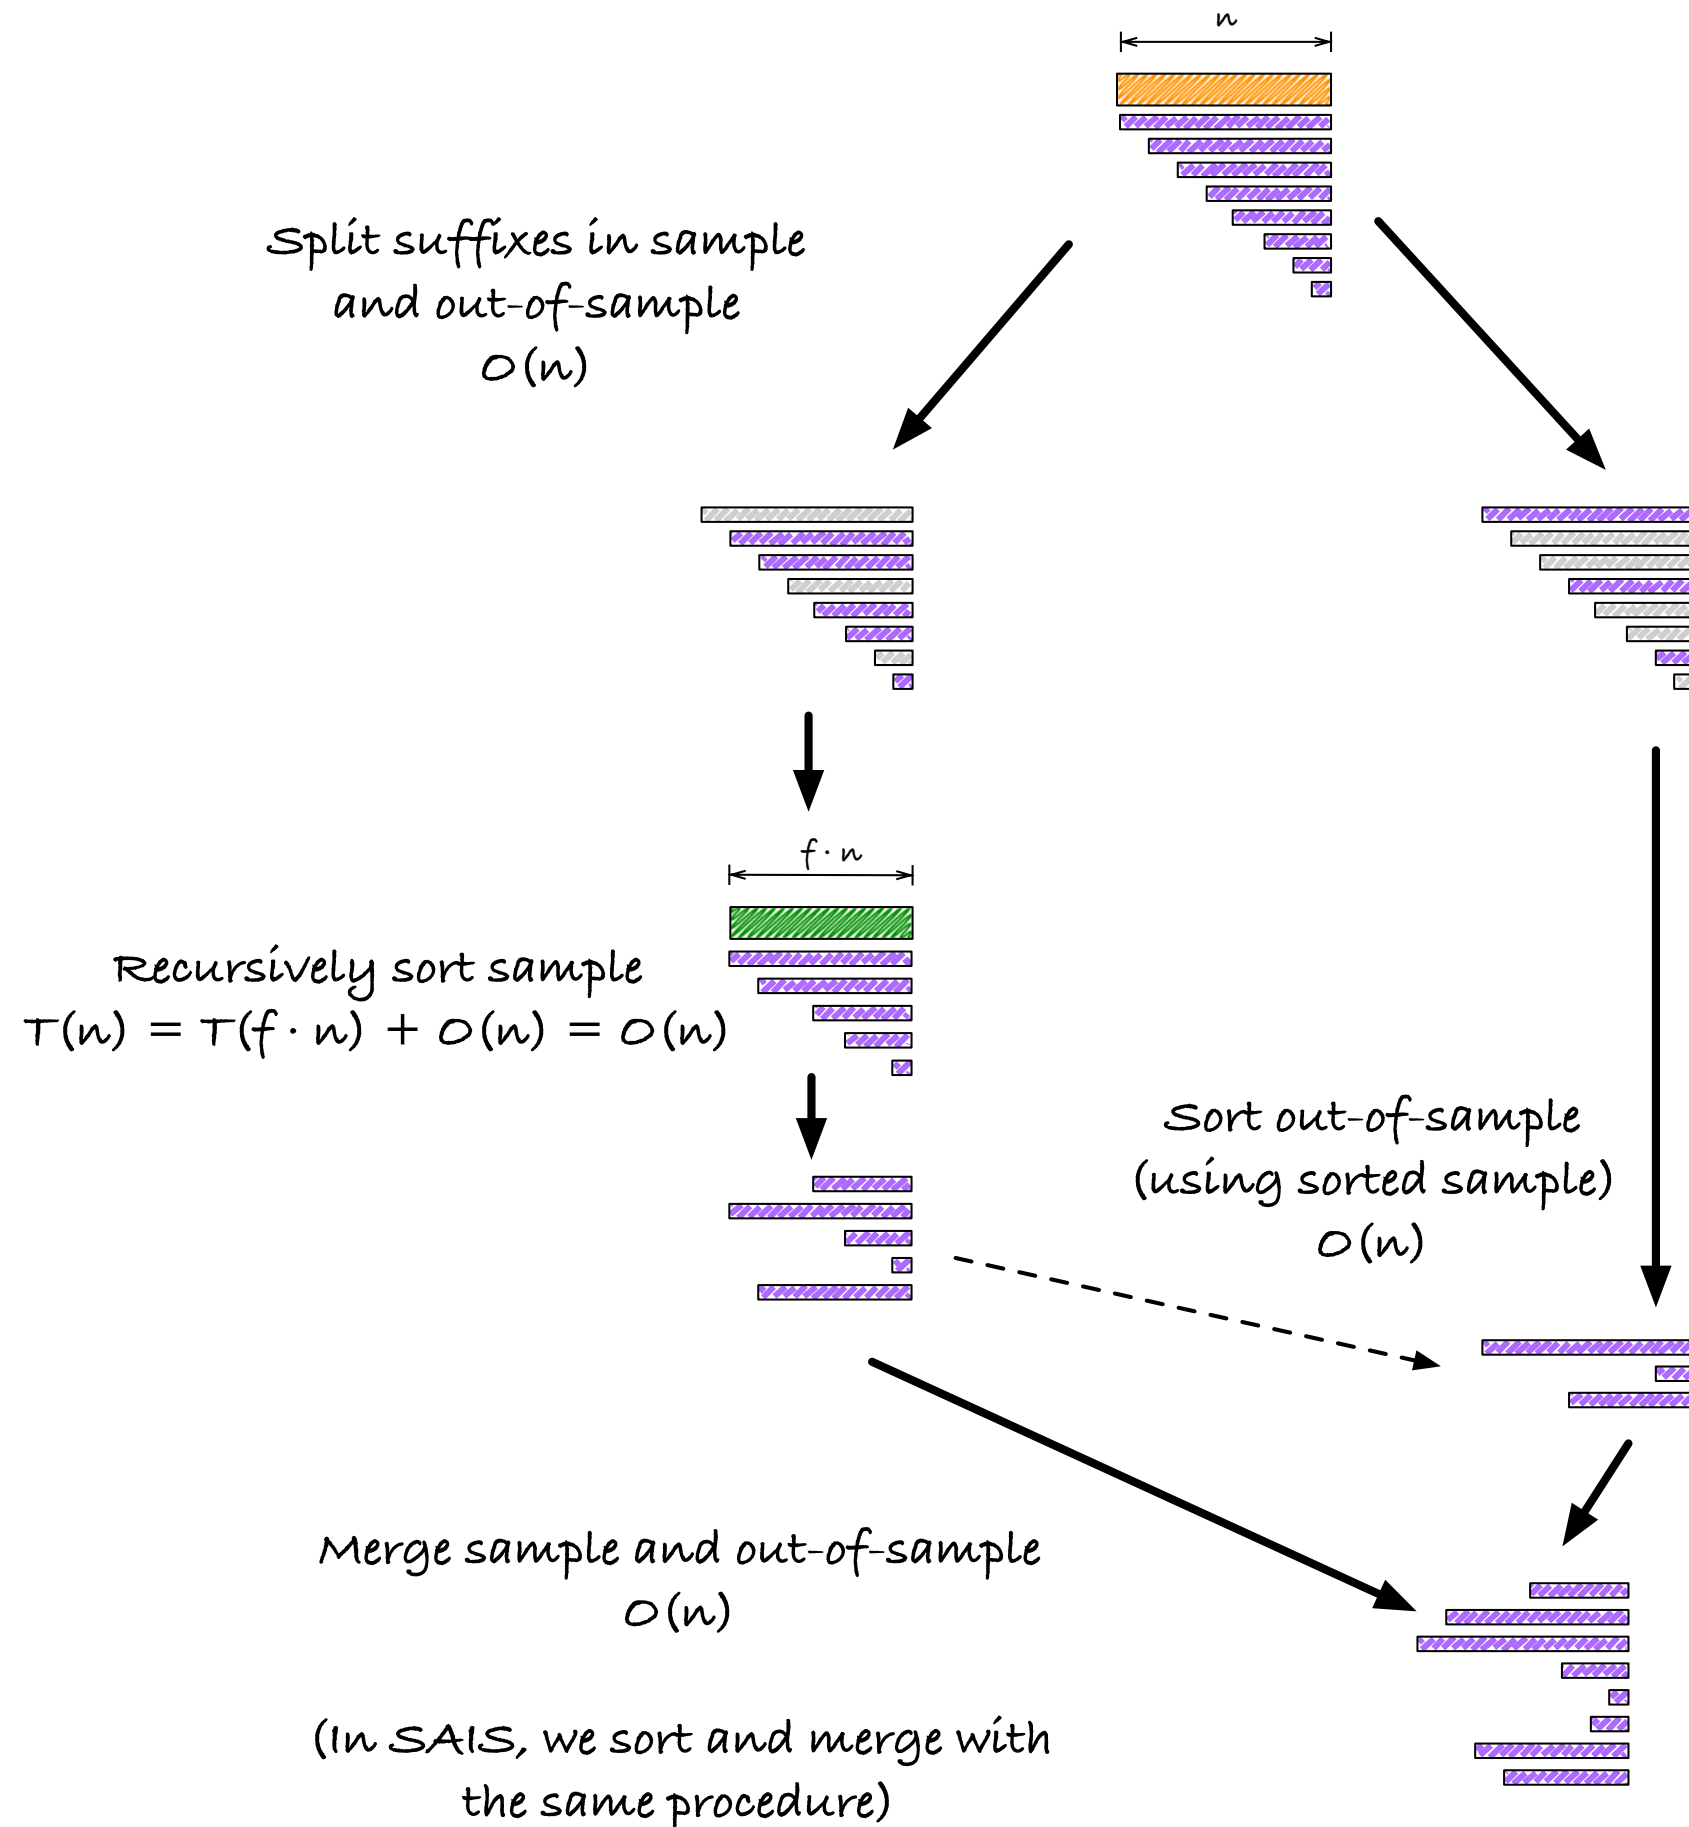 n
Split suffixes in sample
and out-of-sample
O(n)
f · n
Recursively sort sample
T(n) = T(f · n) + O(n) = O(n)
Sort out-of-sample
(using sorted sample)
O(n)
Merge sample and out-of-sample
O(n)
(In SAIS, we sort and merge with
the same procedure)